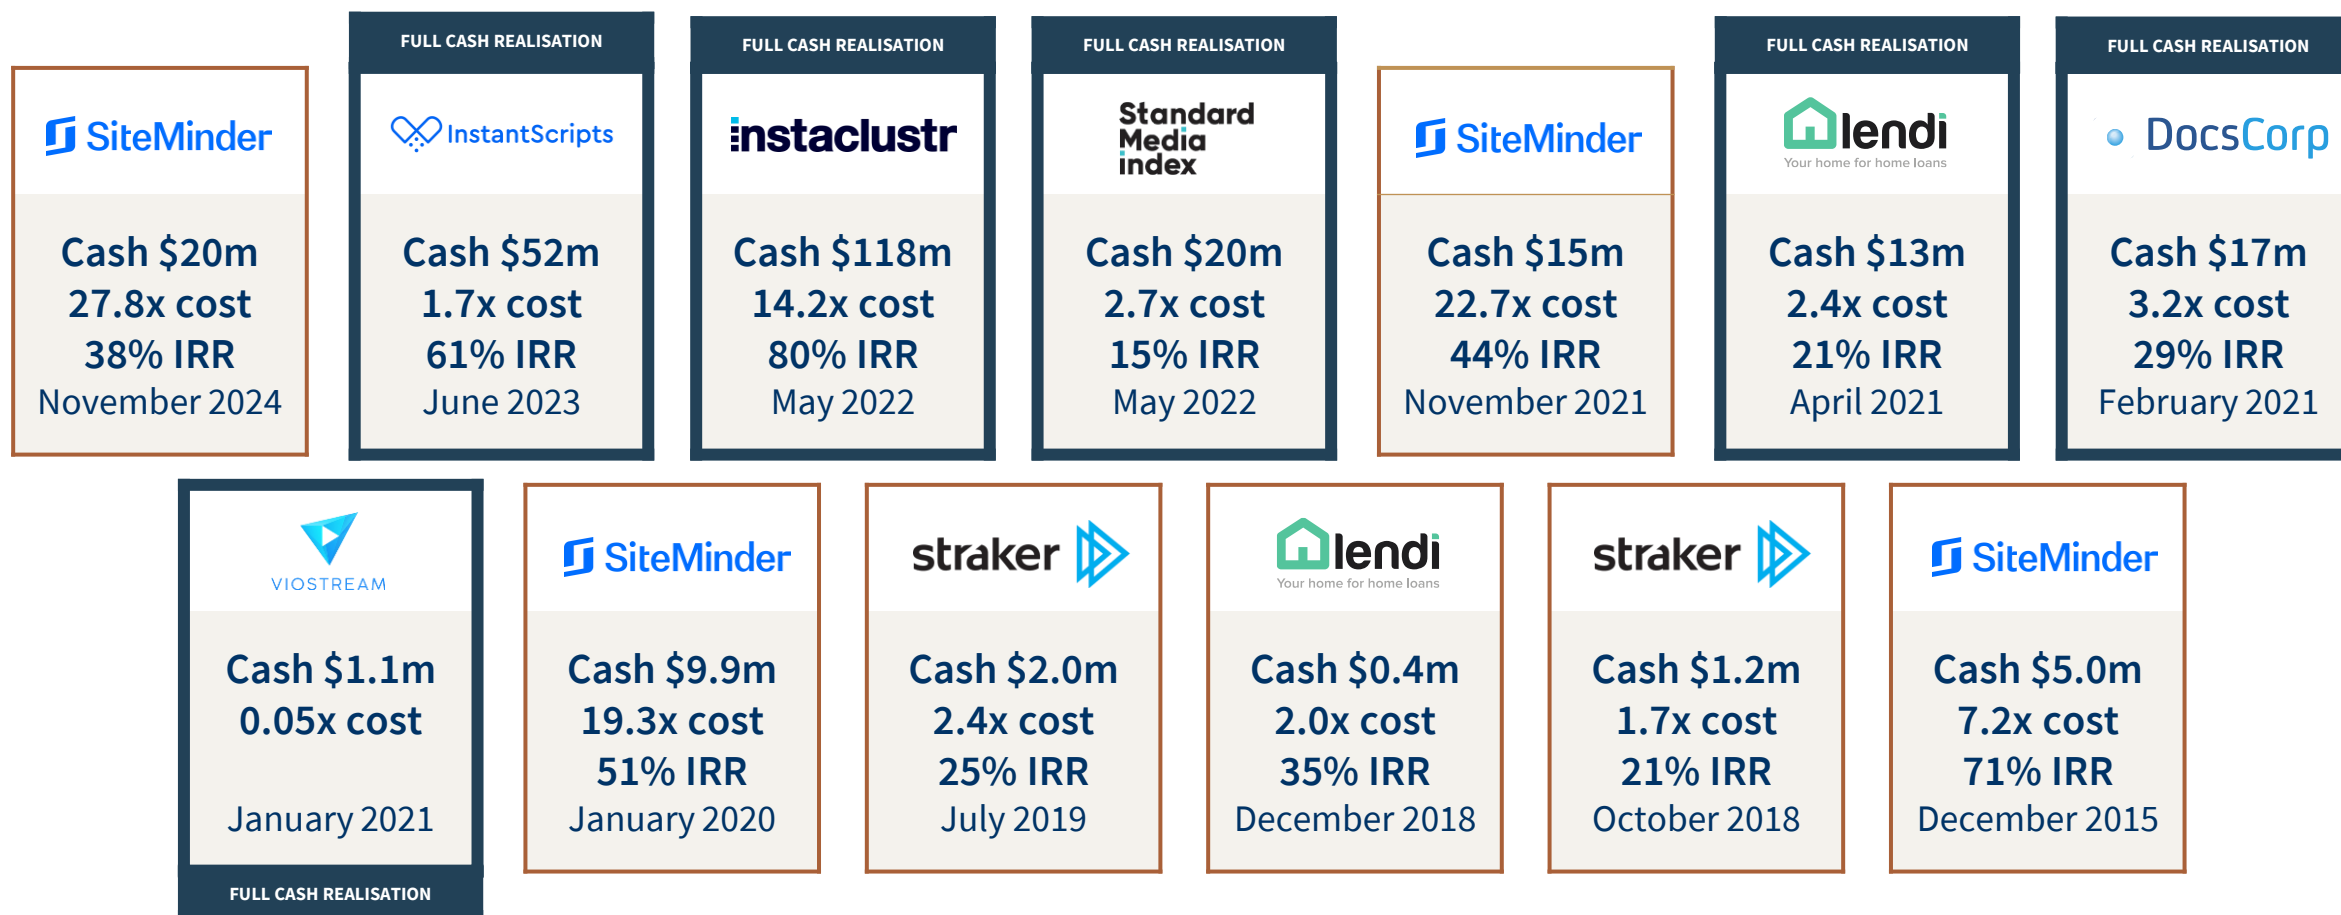 SiteMinder
Cash $20m
27.8x cost
38% IRR
November 2024
FULL CASH REALISATION
InstantScripts
Cash $52m
1.7x cost
61% IRR
June 2023
FULL CASH REALISATION
instaclustr
Cash $118m
14.2x cost
80% IRR
May 2022
FULL CASH REALISATION
Standard
Media
index
Cash $20m
2.7x cost
15% IRR
May 2022
SiteMinder
Cash $15m
22.7x cost
44% IRR
November 2021
FULL CASH REALISATION
lendi
Your home for home loans
Cash $13m
2.4x cost
21% IRR
April 2021
FULL CASH REALISATION
DocsCorp
Cash $17m
3.2x cost
29% IRR
February 2021
VIOSTREAM
Cash $1.1m
0.05x cost
January 2021
FULL CASH REALISATION
SiteMinder
Cash $9.9m
19.3x cost
51% IRR
January 2020
straker
Cash $2.0m
2.4x cost
25% IRR
July 2019
lendi
Your home for home loans
Cash $0.4m
2.0x cost
35% IRR
December 2018
straker
Cash $1.2m
1.7x cost
21% IRR
October 2018
SiteMinder
Cash $5.0m
7.2x cost
71% IRR
December 2015